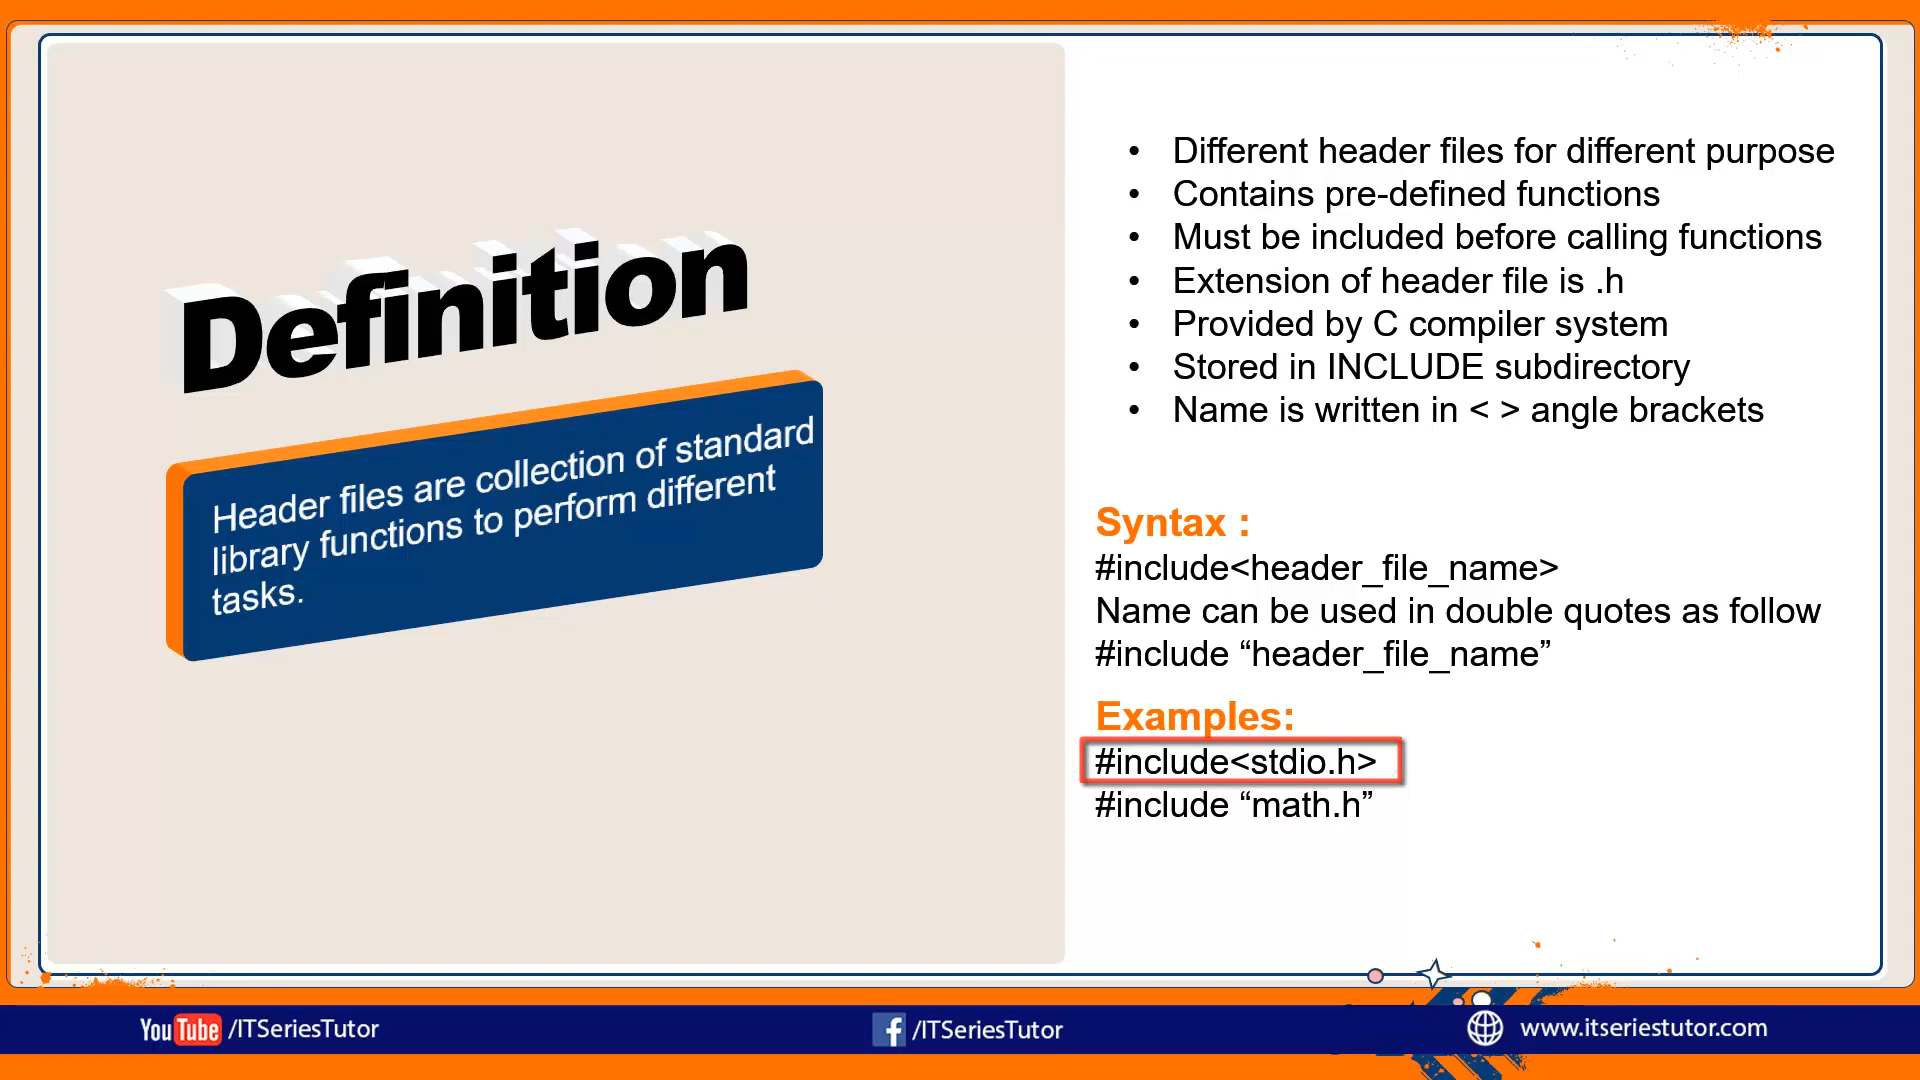 Definition
Header files are collection of standard
library functions to perform different
tasks.
• Different header files for different purpose
• Contains pre-defined functions
• Must be included before calling functions
• Extension of header file is .h
• Provided by C compiler system
• Stored in INCLUDE subdirectory
• Name is written in < > angle brackets
Syntax :
#include<header_file_name>
Name can be used in double quotes as follow
#include “header_file_name”
Examples:
#include<stdio.h>
#include “math.h”
YouTube /ITSeriesTutor
f /ITSeriesTutor
www.itseriestutor.com